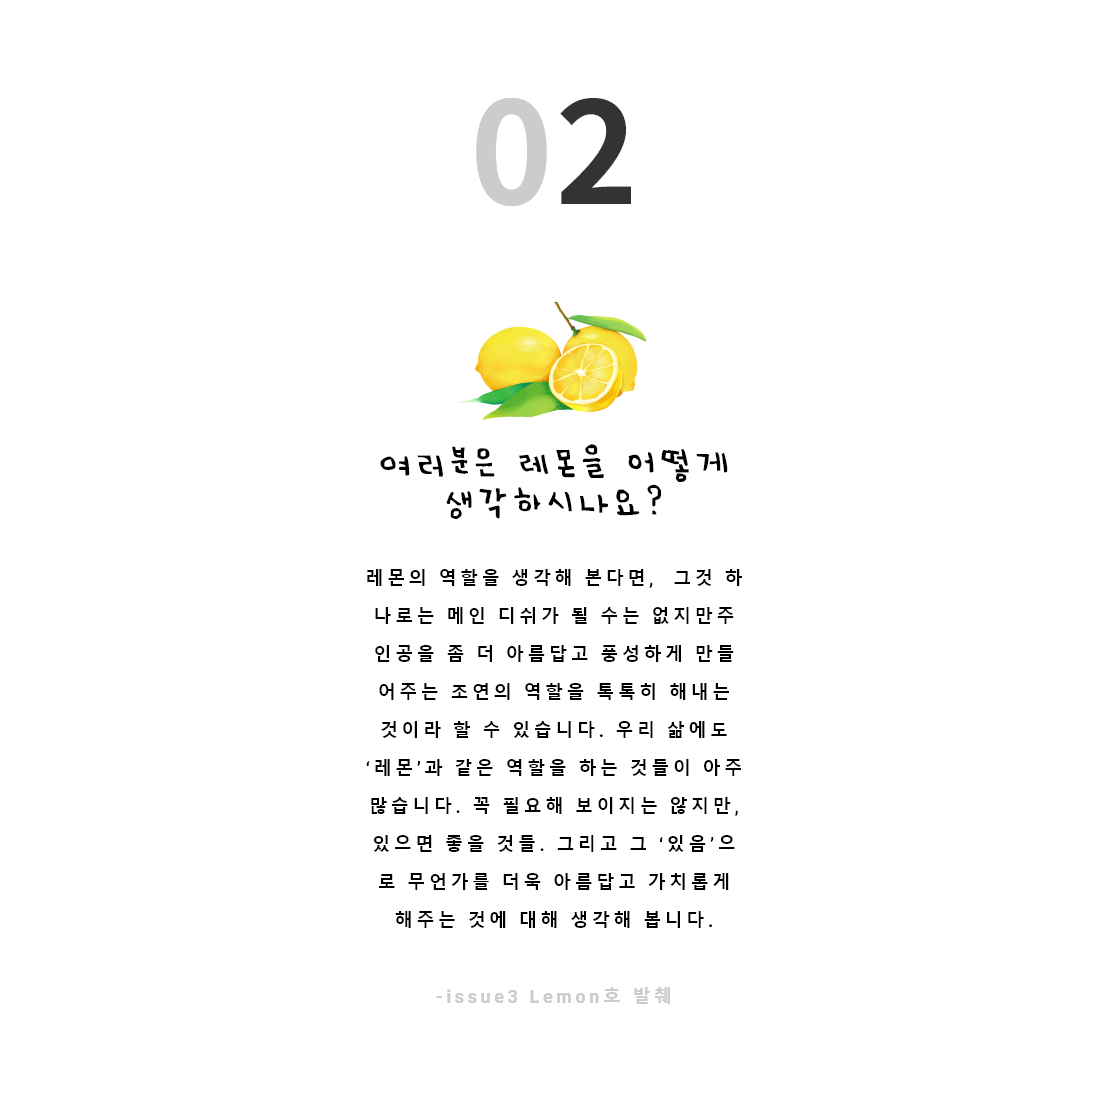 02
여러분은 레몬을 어떻게
생각하시나요?
레몬의 역할을 생각해 본다면, 그것 하
나로는 메인 디쉬가 될 수는 없지만주
인공을 좀 더 아름답고 풍성하게 만들
어주는 조연의 역할을 톡톡히 해내는
것이라 할 수 있습니다. 우리 삶에도
‘레몬’과 같은 역할을 하는 것들이 아주
많습니다. 꼭 필요해 보이지는 않지만,
있으면 좋을 것들. 그리고 그 ‘있음’으
로 무언가를 더욱 아름답고 가치롭게
해주는 것에 대해 생각해 봅니다.
-issue3 Lemon호 발췌